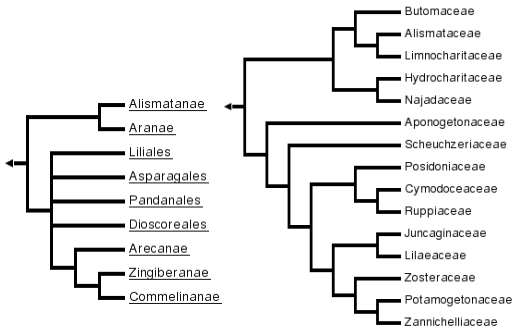 Alismatanae
Aranae
Liliales
Asparagales
Pandanales
Dioscoreales
Arecanae
Zingiberanae
Commelinanae
Butomaceae
Alismataceae
Limnocharitaceae
Hydrocharitaceae
Najadaceae
Aponogetonaceae
Scheuchzeriaceae
Posidoniaceae
Cymodoceaceae
Ruppiaceae
Juncaginaceae
Lilaeaceae
Zosteraceae
Potamogetonaceae
Zannichelliaceae